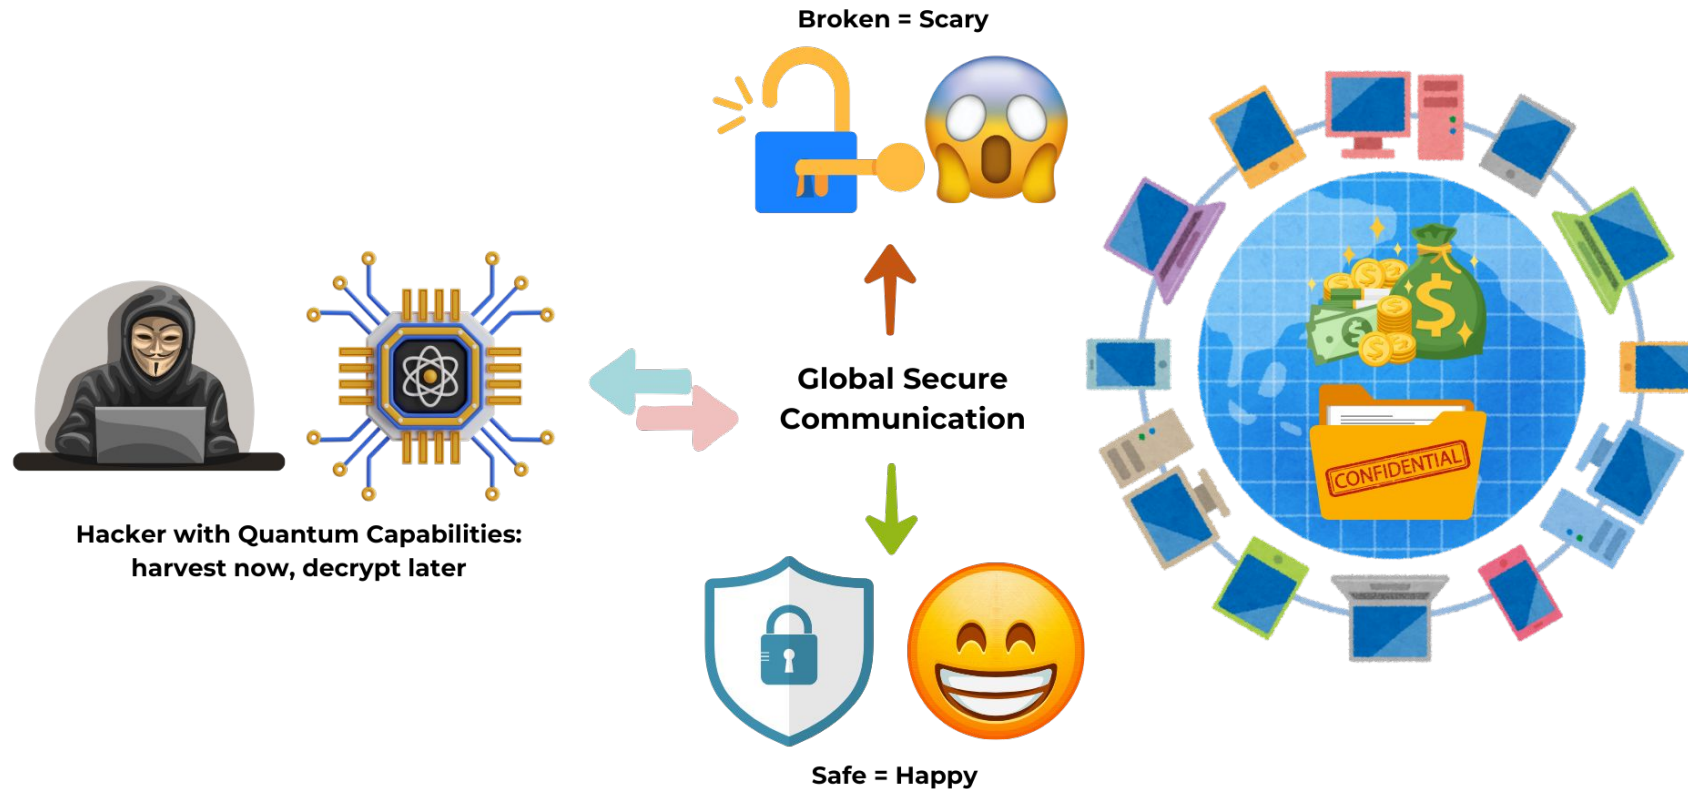 Broken = Scary
Global Secure
Communication
CONFIDENTIAL
Hacker with Quantum Capabilities:
harvest now, decrypt later
Safe = Happy